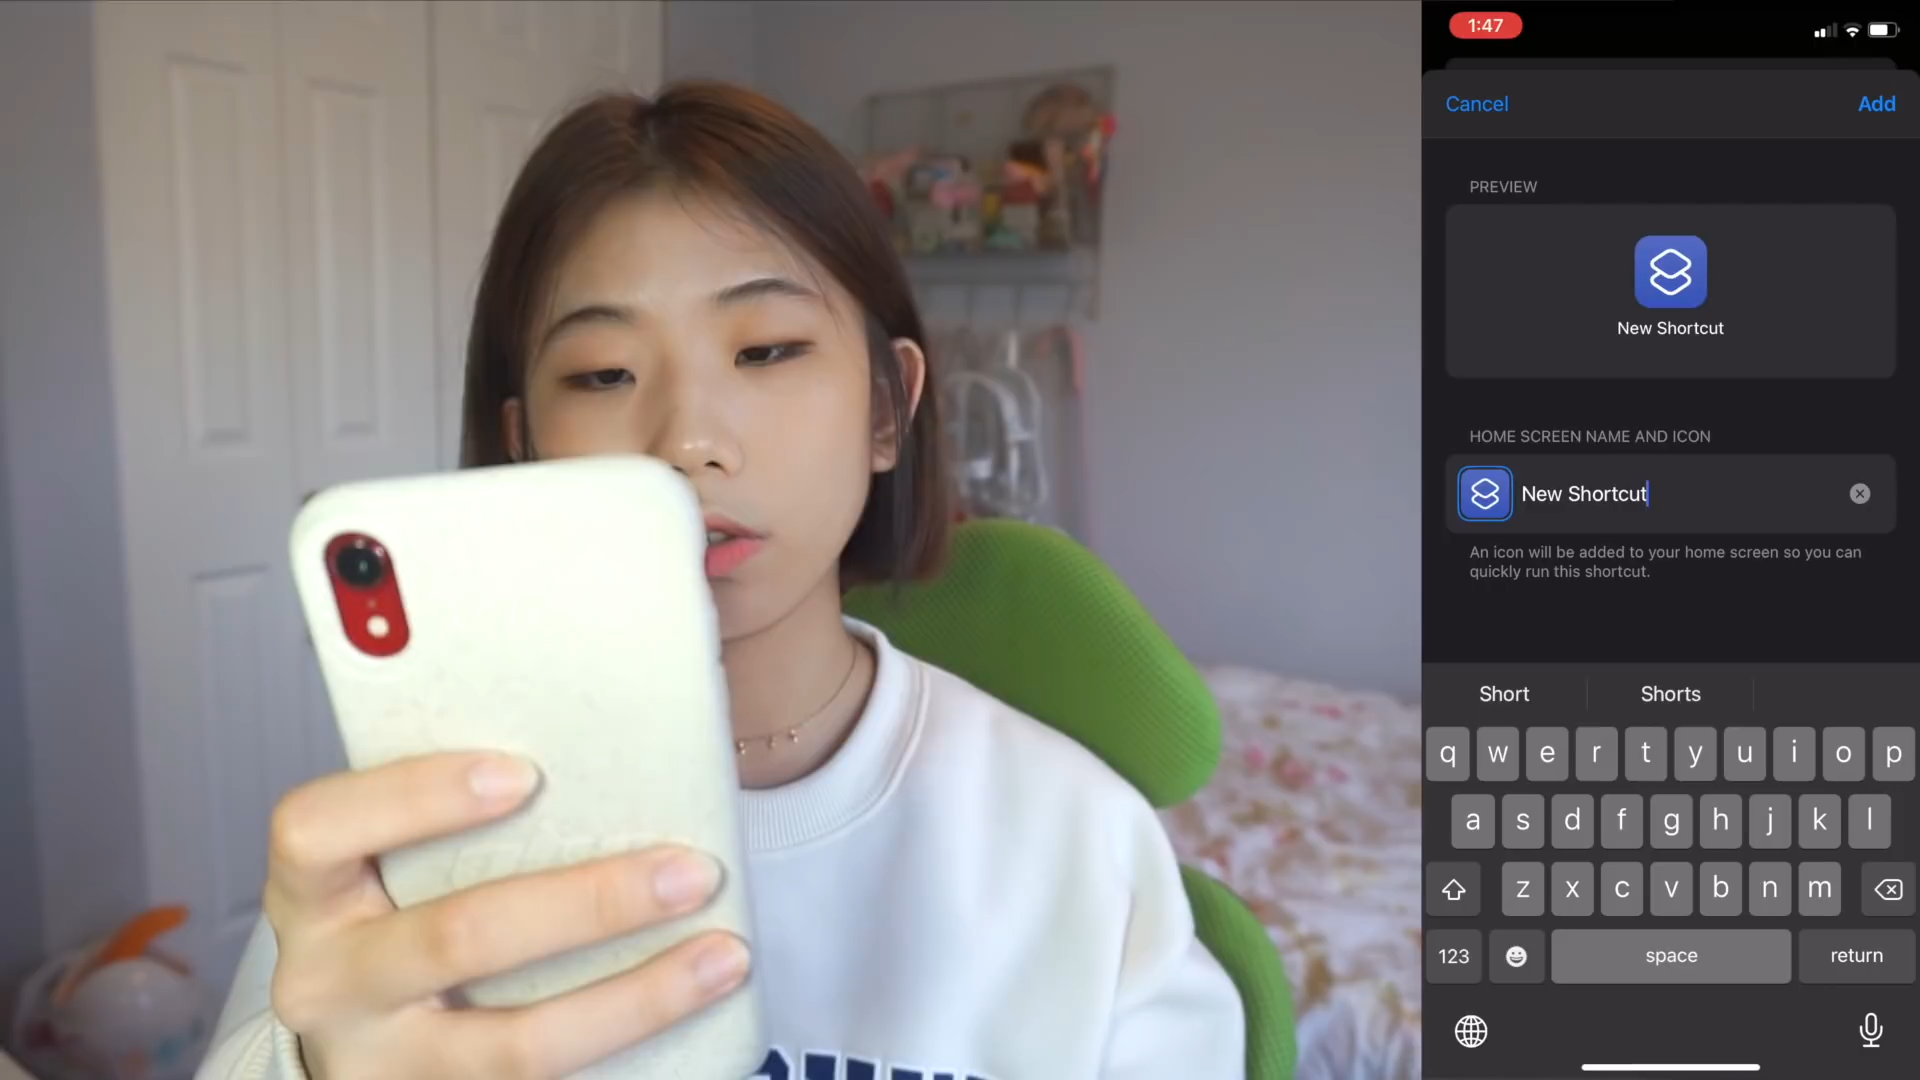 1:47
Cancel
Add
PREVIEW
New Shortcut
HOME SCREEN NAME AND ICON
New Shortcut
An icon will be added to your home screen so you can
quickly run this shortcut.
Short
Shorts
q w e r t y u i o p
a s d f g h j k l
z x c v b n m
123
space
return